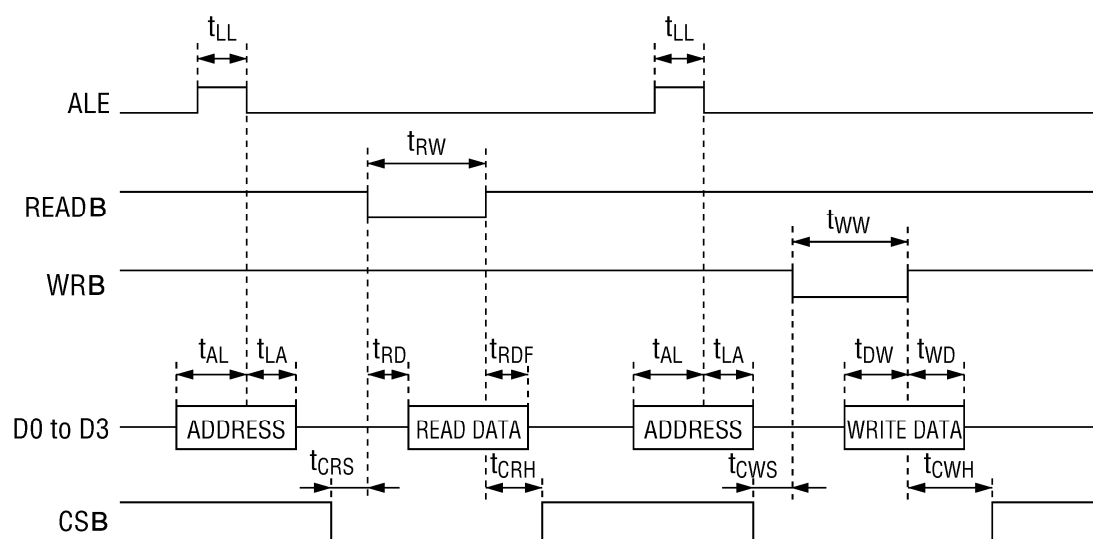 tLL tLL
ALE
tRW
READB
tWW
WRB
tAL tLA tRD tRDF tAL tLA tDW tWD
D0 to D3 ADDRESS READ DATA ADDRESS WRITE DATA
tCRS tCRH tCWS tCWH
CSB